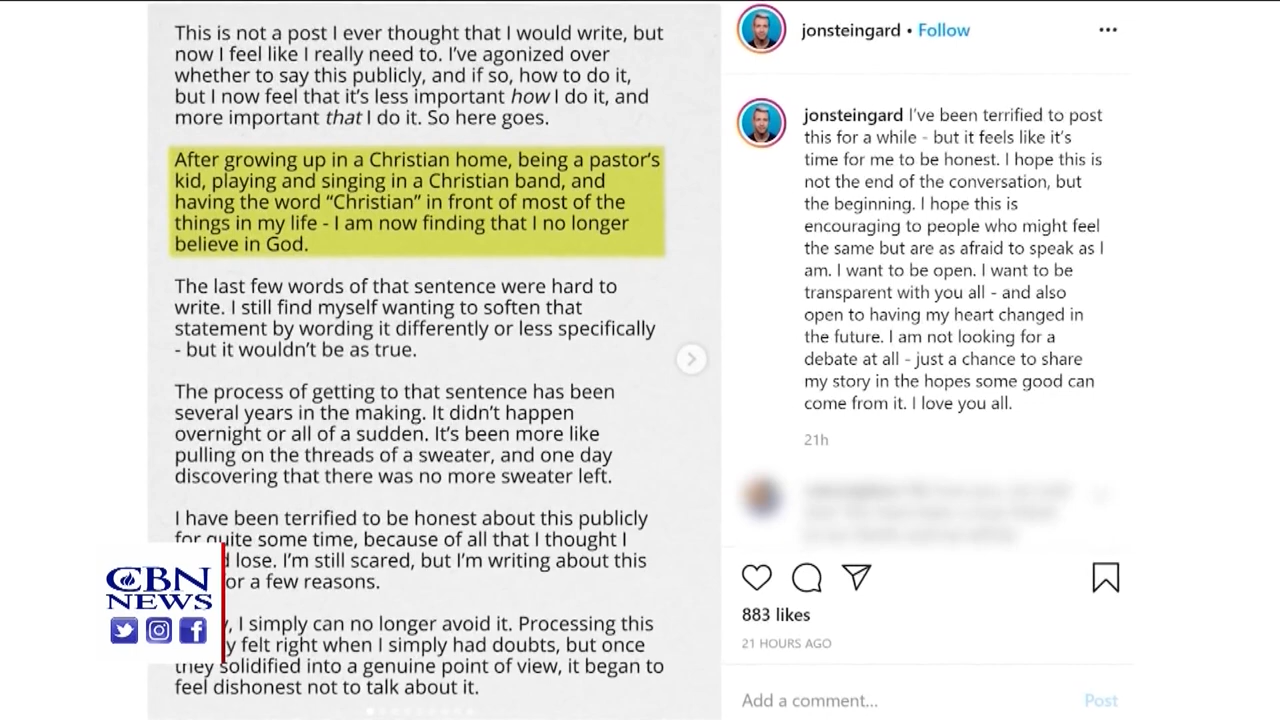 This is not a post I ever thought that I would write, but
now I feel like I really need to. I've agonized over
whether to say this publicly, and if so, how to do it,
but I now feel that it's less important how I do it, and
more important that I do it. So here goes.
After growing up in a Christian home, being a pastor's
kid, playing and singing in a Christian band, and
having the word “Christian” in front of most of the
things in my life - I am now finding that I no longer
believe in God.
The last few words of that sentence were hard to
write. I still find myself wanting to soften that
statement by wording it differently or less specifically
- but it wouldn't be as true.
The process of getting to that sentence has been
several years in the making. It didn't happen
overnight or all of a sudden. It's been more like
pulling on the threads of a sweater, and one day
discovering that there was no more sweater left.
I have been terrified to be honest about this publicly
for quite some time, because of all that I thought I
lose. I'm still scared, but I'm writing about this
or a few reasons.
I simply can no longer avoid it. Processing this
felt right when I simply had doubts, but once
they solidified into a genuine point of view, it began to
feel dishonest not to talk about it.
CBN
NEWS
jonsteingard • Follow
jonsteingard I've been terrified to post
this for a while - but it feels like it's
time for me to be honest. I hope this is
not the end of the conversation, but
the beginning. I hope this is
encouraging to people who might feel
the same but are as afraid to speak as I
am. I want to be open. I want to be
transparent with you all - and also
open to having my heart changed in
the future. I am not looking for a
debate at all - just a chance to share
my story in the hopes some good can
come from it. I love you all.
21h
883 likes
21 HOURS AGO
Add a comment... Post